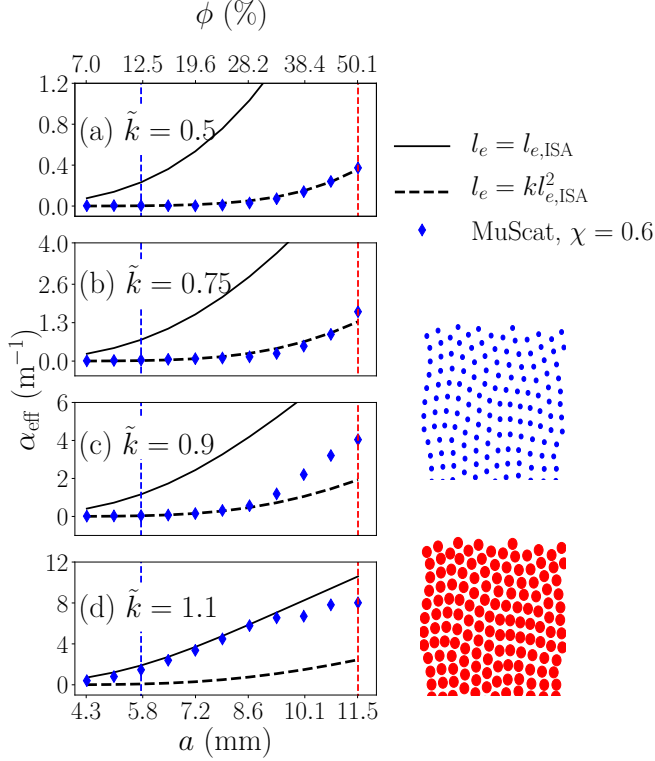 ϕ (%)
7.0 12.5 19.6 28.2 38.4 50.1
1.2
0.8
0.4
0.0
(a) k̃ = 0.5
4.0
2.6
1.3
0.0
(b) k̃ = 0.75
6
4
2
0
(c) k̃ = 0.9
12
8
4
0
(d) k̃ = 1.1
α_eff (m⁻¹)
4.3 5.8 7.2 8.6 10.1 11.5
a (mm)
l_e = l_{e,ISA}
l_e = kl²_{e,ISA}
MuScat, χ = 0.6